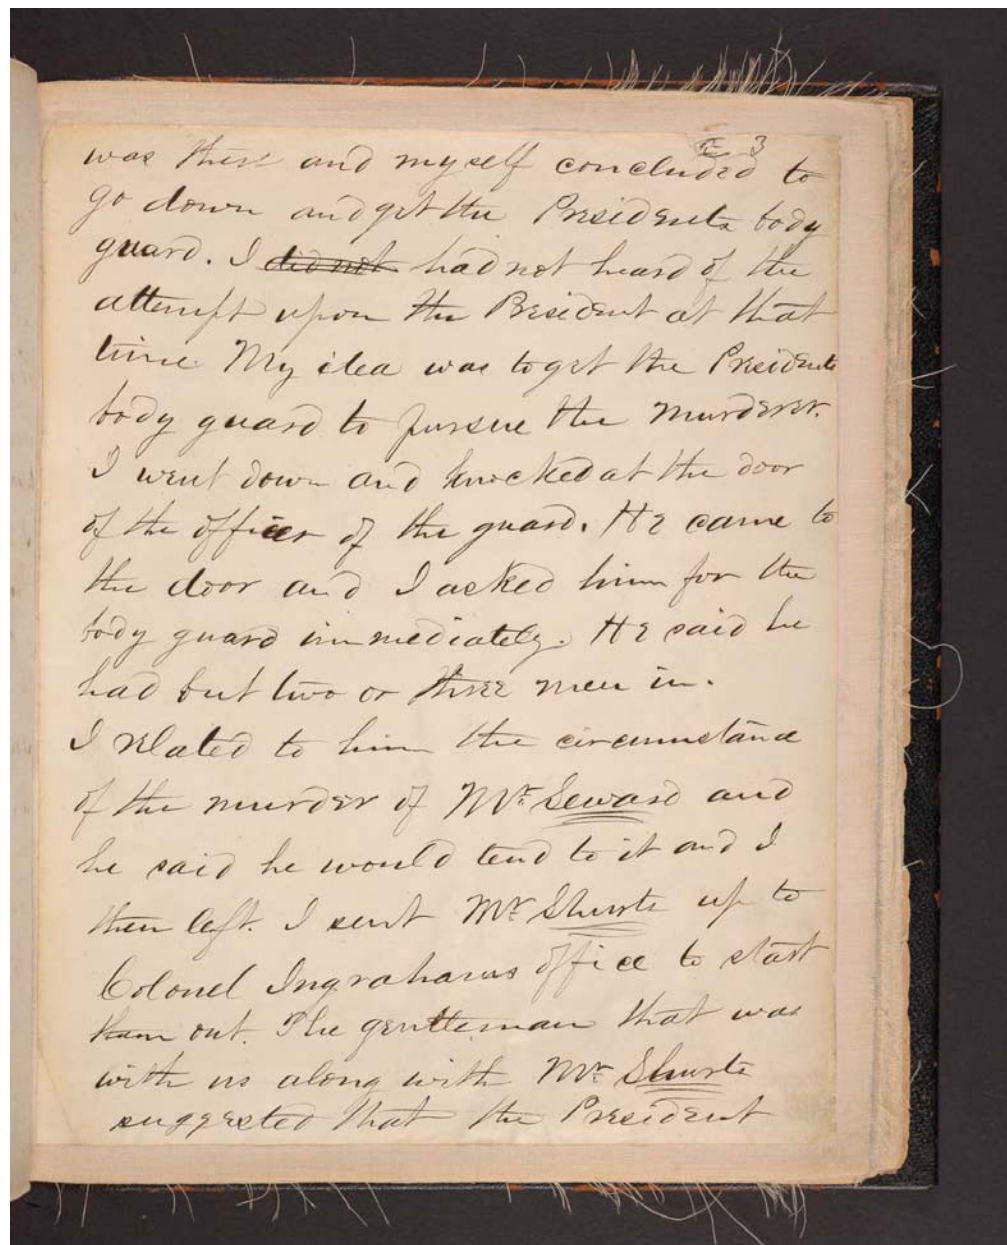 3
was there and myself concluded to
go down and get the Presidents body
guard. I did not had not heard of the
attempt upon the President at that
time. My idea was to get the Presidents
body guard to pursue the murderer.
I went down and knocked at the door
of the officer of the guard. He came to
the door and I asked him for the
body guard immediately. He said he
had but two or three men in.
I related to him the circumstance
of the murder of Mr. Seward and
he said he would tend to it and I
then left. I sent Mr. Shurts up to
Colonel Ingrahams office to start
them out. The gentleman that was
with us along with Mr. Shurts
suggested that the President